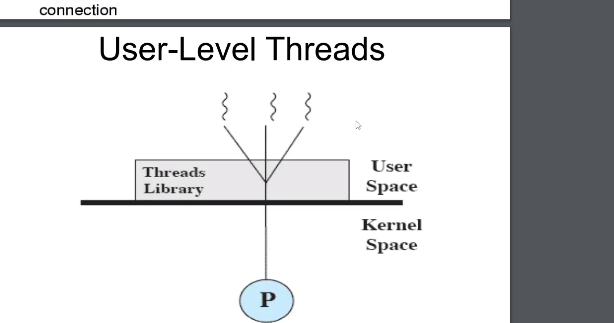 connection
User-Level Threads
Threads
Library
User
Space
Kernel
Space
P